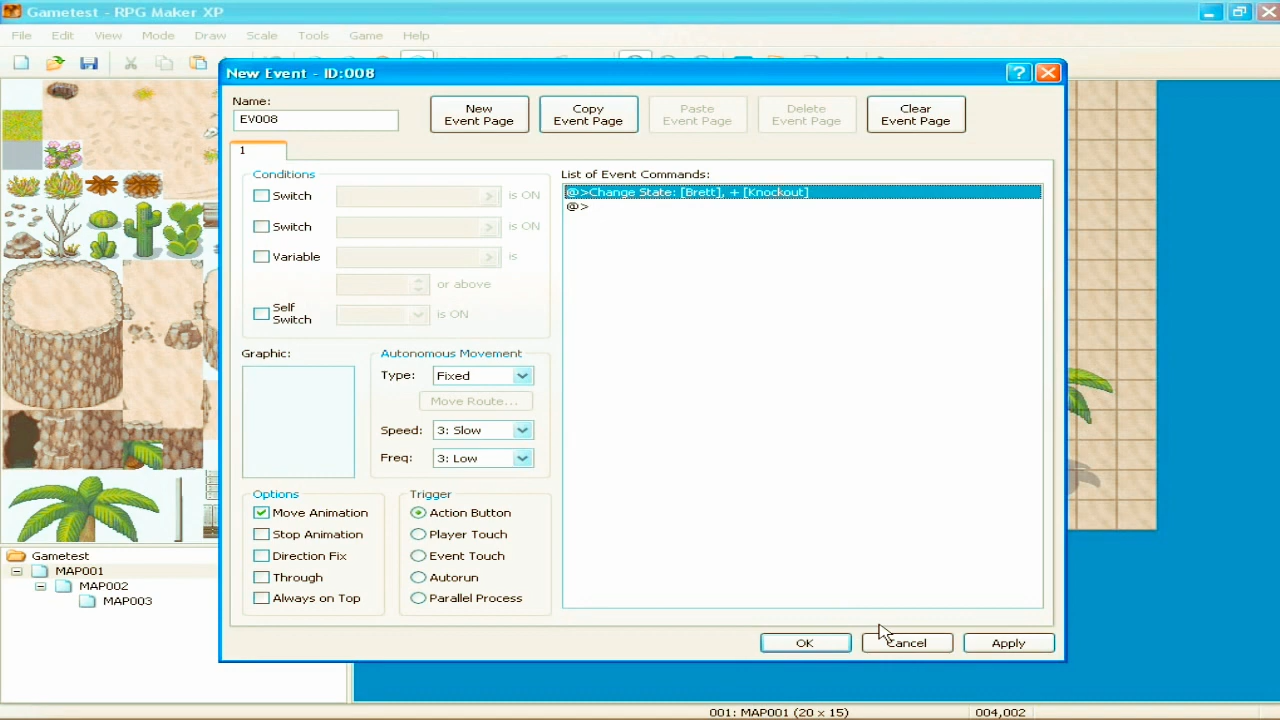 Gametest - RPG Maker XP
File Edit View Mode Draw Scale Tools Game Help
New Event - ID:008
Name:
EV008
New Event Page
Copy Event Page
Paste Event Page
Delete Event Page
Clear Event Page
1
Conditions
Switch is ON
Switch is ON
Variable is
or above
Self Switch is ON
Graphic:
Autonomous Movement
Type: Fixed
Move Route...
Speed: 3: Slow
Freq: 3: Low
Options
Move Animation
Stop Animation
Direction Fix
Through
Always on Top
Trigger
Action Button
Player Touch
Event Touch
Autorun
Parallel Process
List of Event Commands:
@>Change State: [Brett], + [Knockout]
@>
OK Cancel Apply
Gametest
MAP001
MAP002
MAP003
001: MAP001 (20 x 15) 004,002